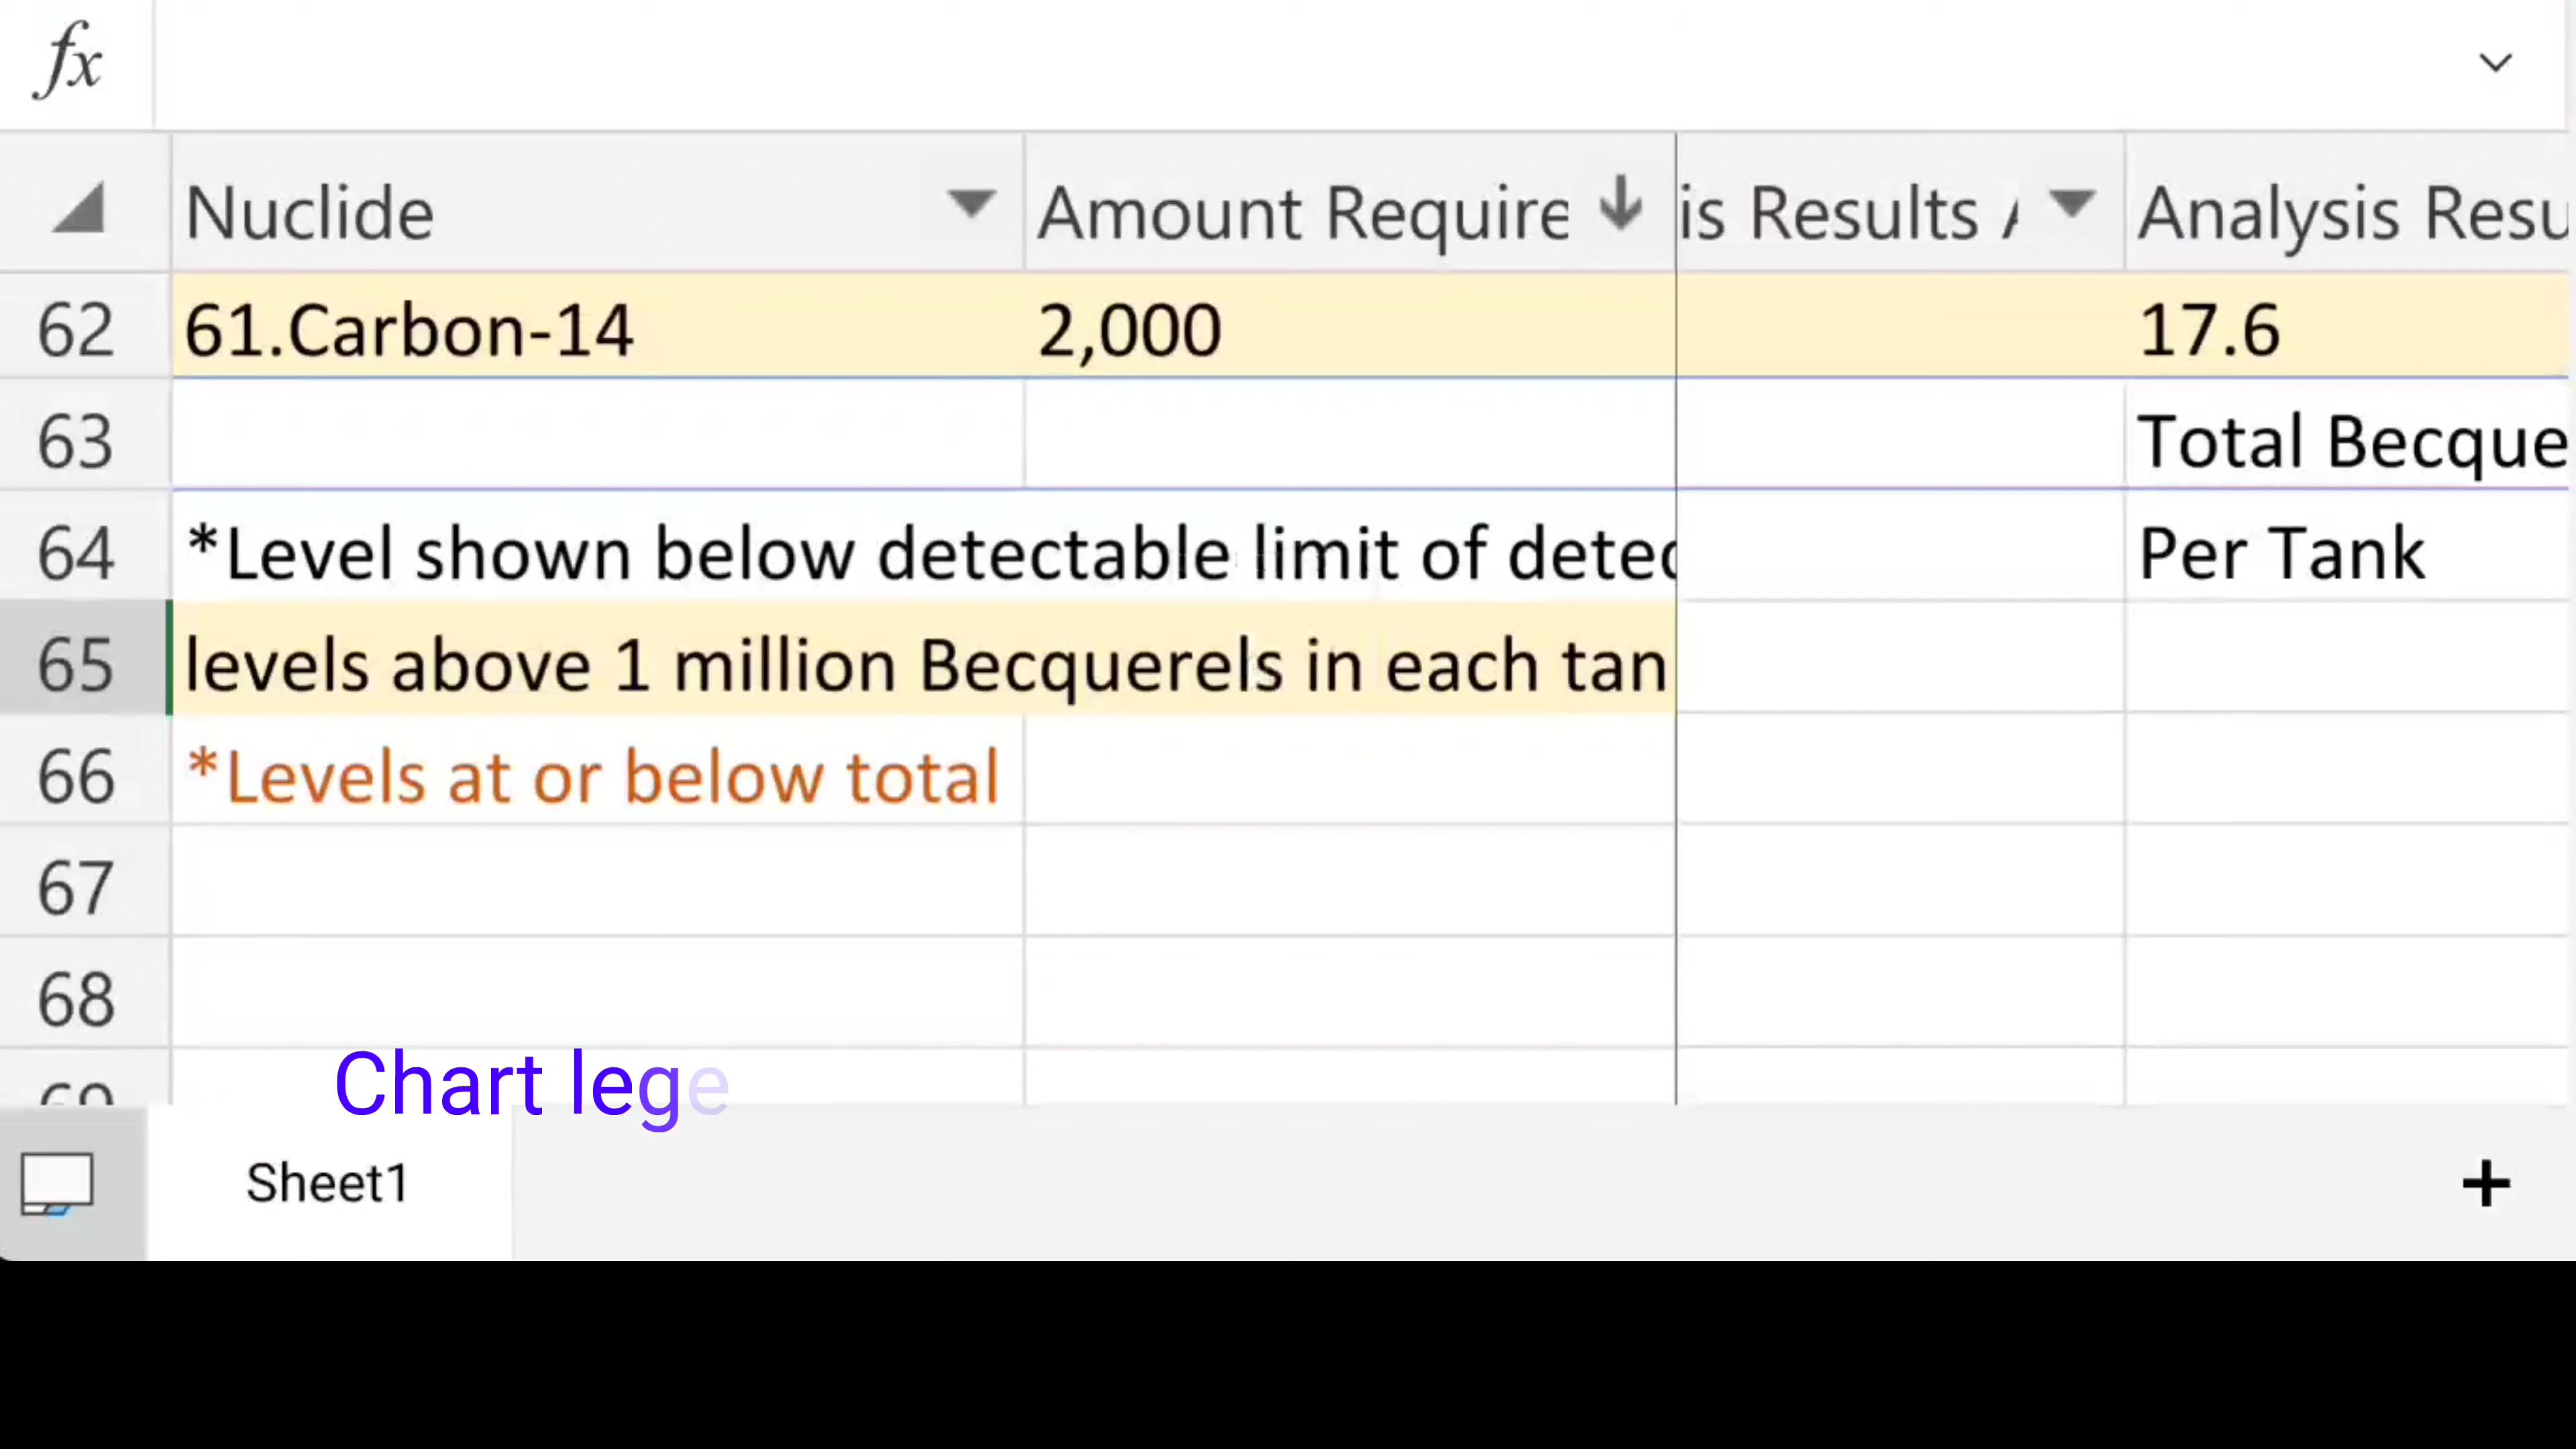 fx
Nuclide Amount Require is Results Analysis Resu
62 61.Carbon-14 2,000 17.6
63 Total Becque
64 *Level shown below detectable limit of detec Per Tank
65 levels above 1 million Becquerels in each tan
66 *Levels at or below total
67
68
69
Chart lege
Sheet1